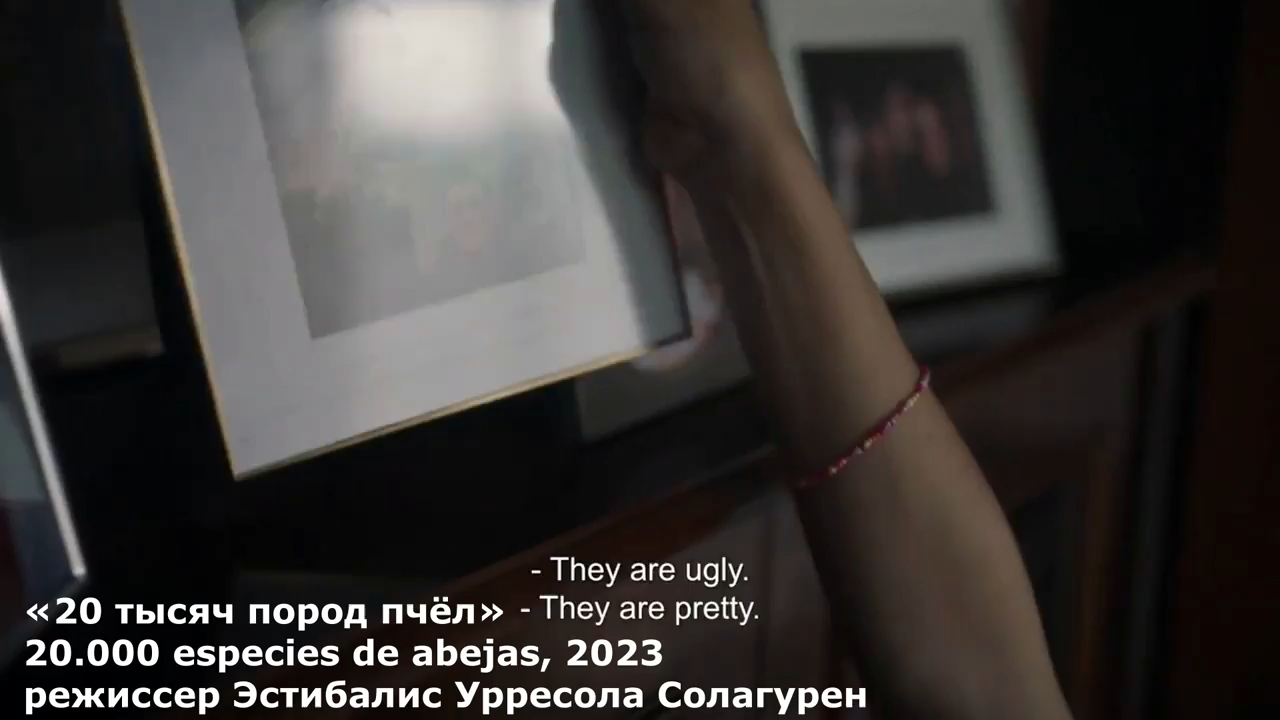 - They are ugly.
- They are pretty.
«20 тысяч пород пчёл»
20.000 especies de abejas, 2023
режиссер Эстибалис Урресола Солагурен